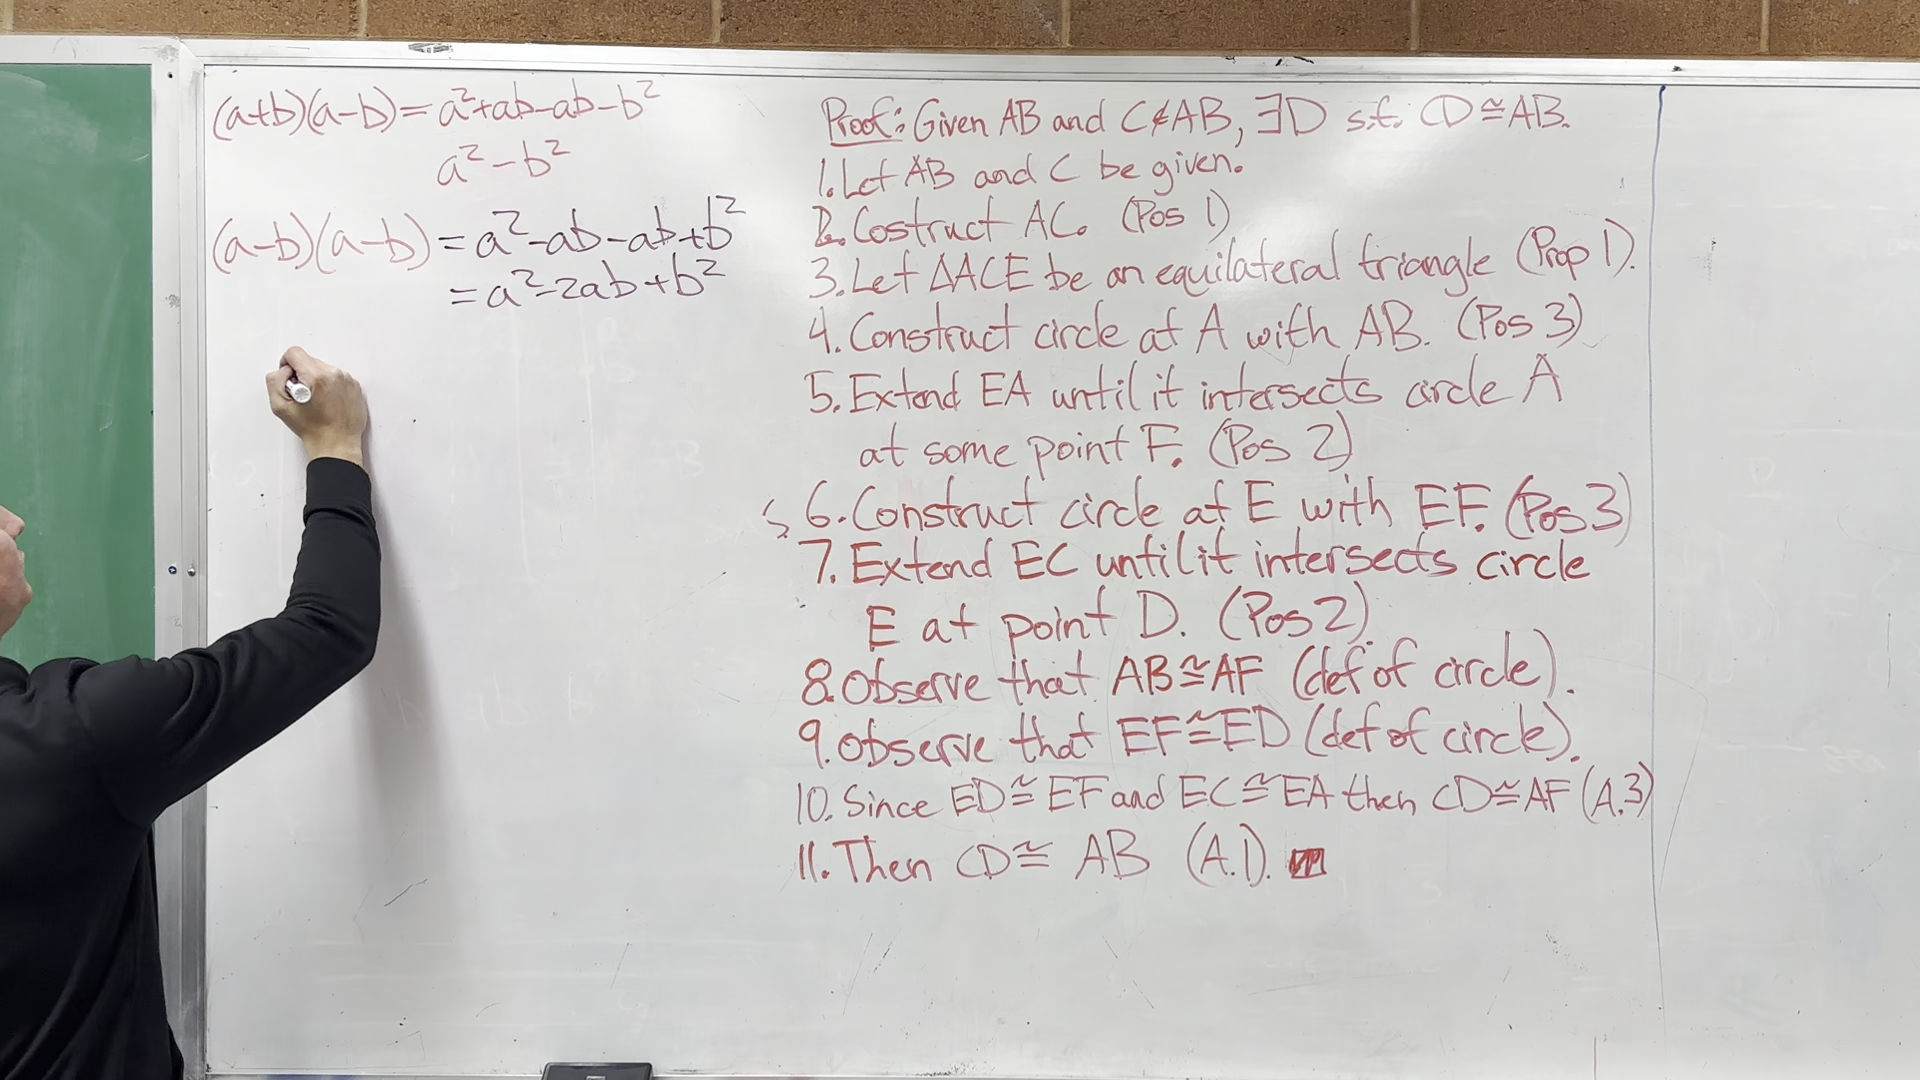 (a+b)(a-b)=a²+ab-ab-b²
a²-b²
(a-b)(a-b)=a²-ab-ab+b²
=a²-2ab+b²
Proof: Given AB and C∉AB, ∃D s.t. CD≅AB.
1. Let AB and C be given.
2. Costruct AC. (Pos 1)
3. Let △ACE be an equilateral triangle (Prop 1).
4. Construct circle at A with AB. (Pos 3)
5. Extend EA until it intersects circle A
at some point F. (Pos 2)
6. Construct circle at E with EF. (Pos 3)
7. Extend EC until it intersects circle
E at point D. (Pos 2).
8. Observe that AB≅AF (def of circle).
9. Observe that EF≅ED (def of circle).
10. Since ED≅EF and EC≅EA then CD≅AF (A.3)
11. Then CD≅AB (A.1). ■